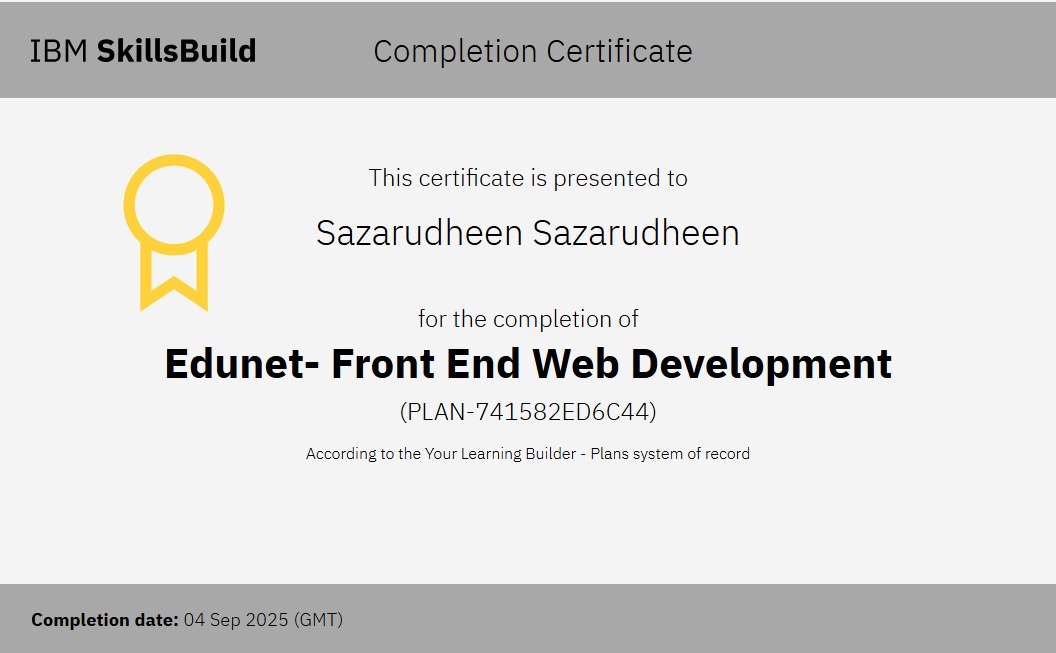 IBM SkillsBuild
Completion Certificate
This certificate is presented to
Sazarudheen Sazarudheen
for the completion of
Edunet- Front End Web Development
(PLAN-741582ED6C44)
According to the Your Learning Builder - Plans system of record
Completion date: 04 Sep 2025 (GMT)